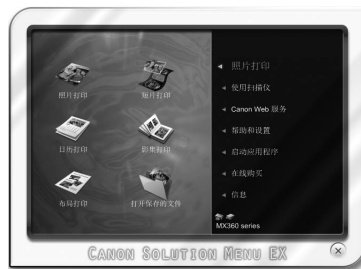 照片打印
短片打印
日历打印
影集打印
布局打印
打开保存的文件
照片打印
使用扫描仪
Canon Web 服务
帮助和设置
启动应用程序
在线购买
信息
MX360 series
CANON SOLUTION MENU EX